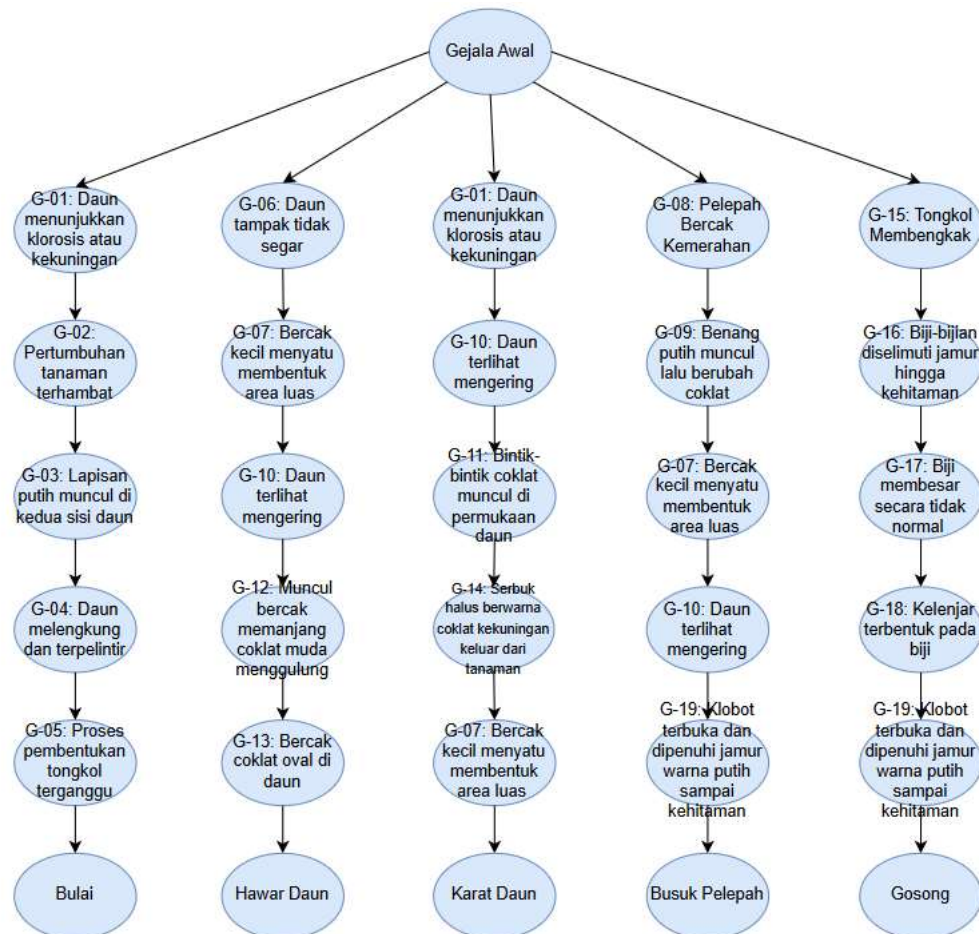 Gejala Awal
G-01: Daun
menunjukkan
klorosis atau
kekuningan
G-06: Daun
tampak tidak
segar
G-01: Daun
menunjukkan
klorosis atau
kekuningan
G-08: Pelepah
Bercak
Kemerahan
G-15: Tongkol
Membengkak
G-02:
Pertumbuhan
tanaman
terhambat
G-07: Bercak
kecil menyatu
membentuk
area luas
G-10: Daun
terlihat
mengering
G-09: Benang
putih muncul
lalu berubah
coklat
G-16: Biji-bijIan
diselimuti jamur
hingga
kehitaman
G-03: Lapisan
putih muncul di
kedua sisi daun
G-10: Daun
terlihat
mengering
G-11: Bintik-
bintik coklat
muncul di
permukaan
daun
G-07: Bercak
kecil menyatu
membentuk
area luas
G-17: Biji
membesar
secara tidak
normal
G-04: Daun
melengkung
dan terpelintir
G-12: Muncul
bercak
memanjang
coklat muda
menggulung
G-14: Serbuk
halus berwarna
coklat kekuningan
keluar dari
tanaman
G-10: Daun
terlihat
mengering
G-18: Kelenjar
terbentuk pada
biji
G-05: Proses
pembentukan
tongkol
terganggu
G-13: Bercak
coklat oval di
daun
G-07: Bercak
kecil menyatu
membentuk
area luas
G-19: Klobot
terbuka dan
dipenuhi jamur
warna putih
sampai
kehitaman
G-19: Klobot
terbuka dan
dipenuhi jamur
warna putih
sampai
kehitaman
Bulai
Hawar Daun
Karat Daun
Busuk Pelepah
Gosong